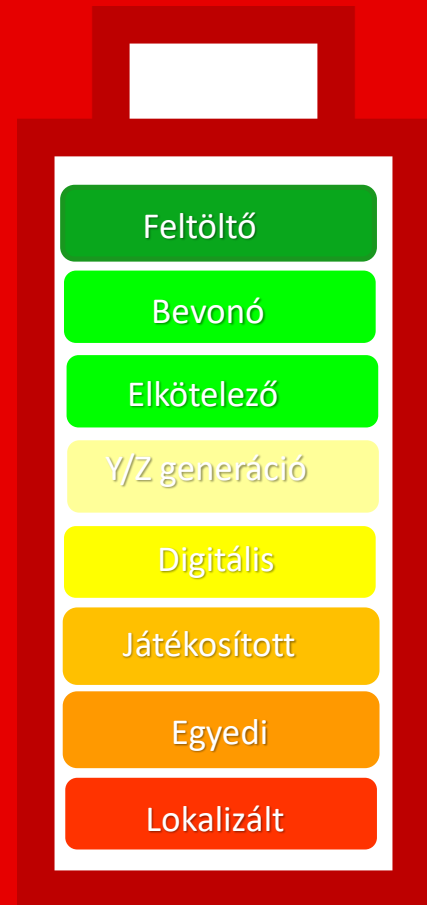 Feltöltő
Bevonó
Elkötelező
Y/Z generáció
Digitális
Játékosított
Egyedi
Lokalizált